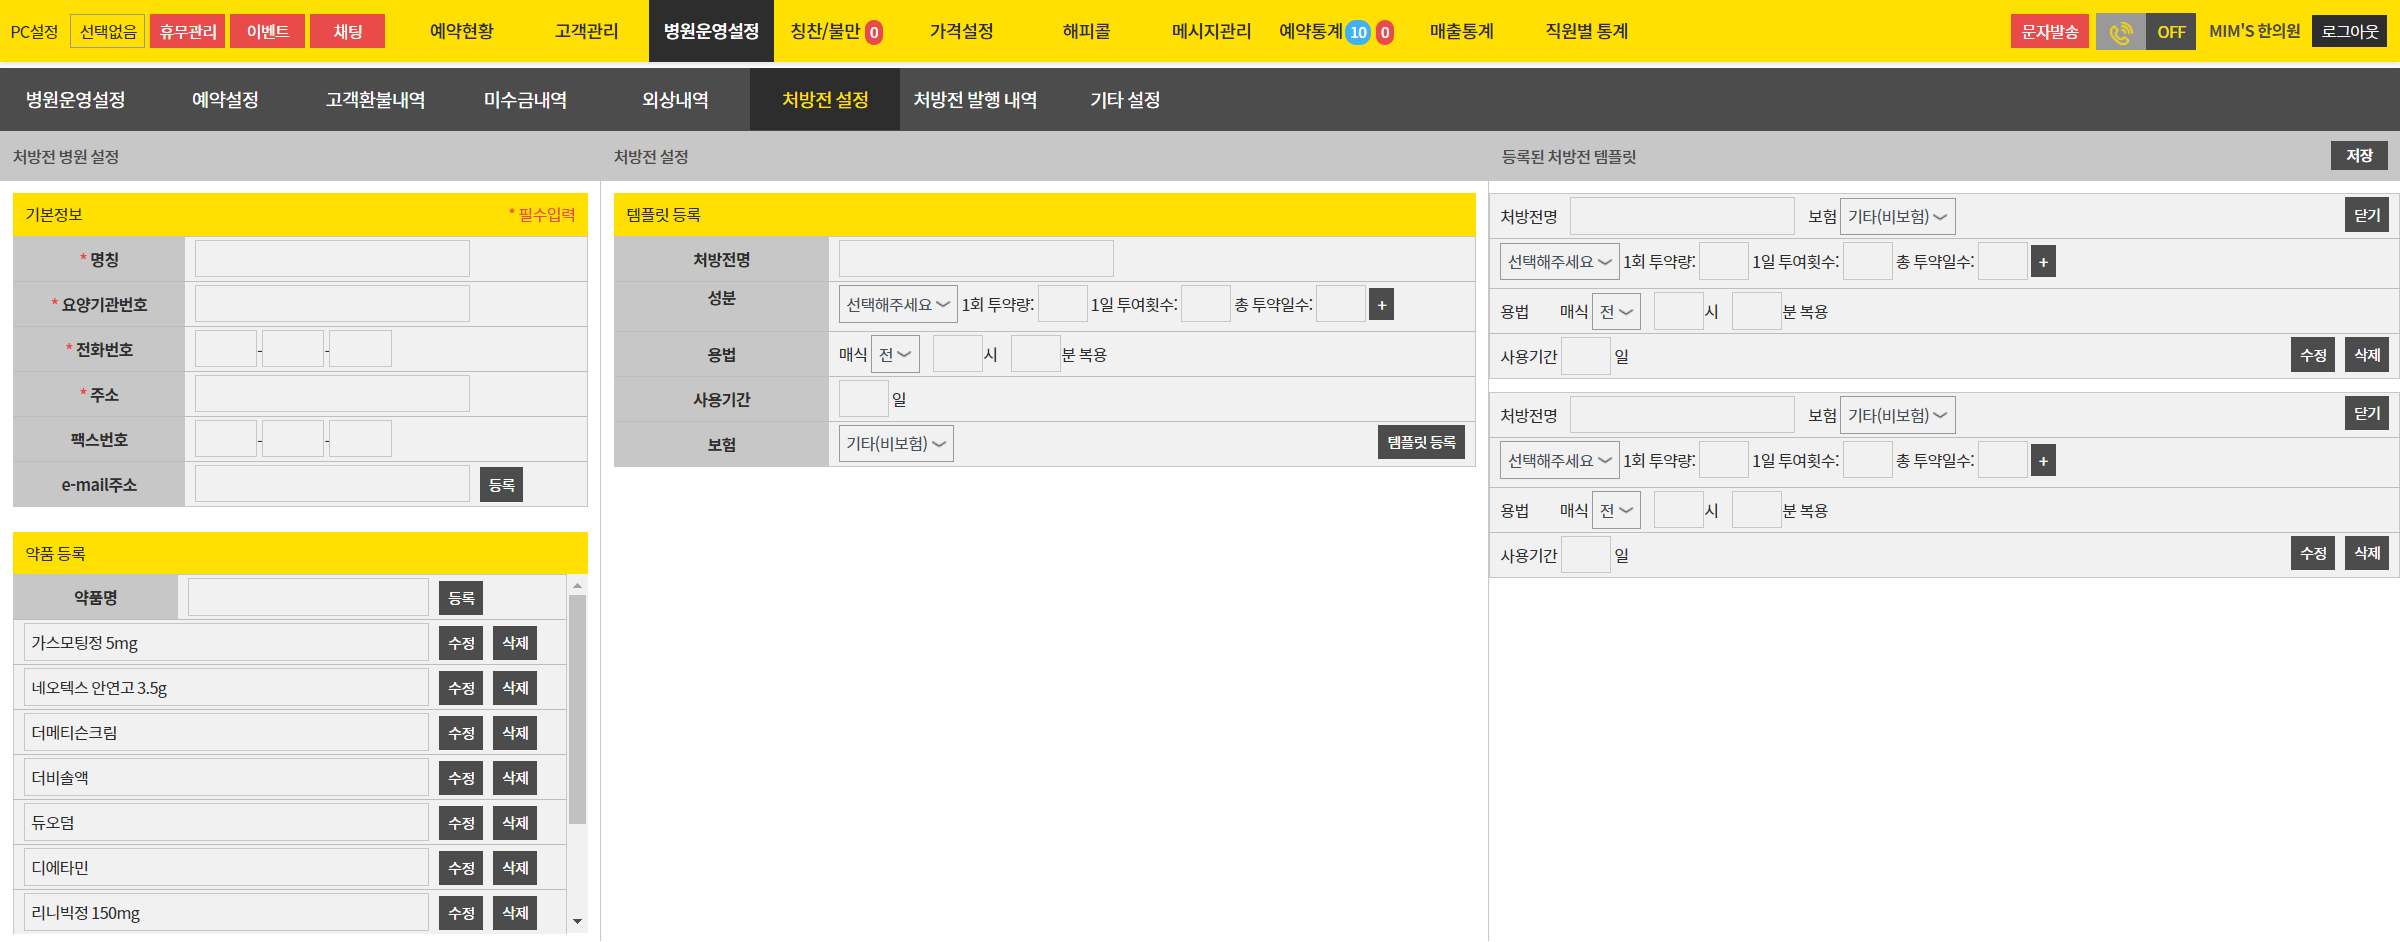 PC설정 선택없음 휴무관리 이벤트 채팅 예약현황 고객관리 병원운영설정 칭찬/불만 0 가격설정 해피콜 메시지관리 예약통계 10 0 매출통계 직원별 통계 문자발송 OFF MIM'S 한의원 로그아웃
병원운영설정 예약설정 고객환불내역 미수금내역 외상내역 처방전 설정 처방전 발행 내역 기타 설정
처방전 병원 설정
기본정보 * 필수입력
* 명칭
* 요양기관번호
* 전화번호 - -
* 주소
팩스번호 - -
e-mail주소 등록
약품 등록
약품명 등록
가스모팅정 5mg 수정 삭제
네오텍스 안연고 3.5g 수정 삭제
더메티슨크림 수정 삭제
더비솔액 수정 삭제
듀오덤 수정 삭제
디에타민 수정 삭제
리니빅정 150mg 수정 삭제
처방전 설정
템플릿 등록
처방전명
성분 선택해주세요 1회 투약량: 1일 투여횟수: 총 투약일수: +
용법 매식 전 시 분 복용
사용기간 일
보험 기타(비보험) 템플릿 등록
등록된 처방전 템플릿 저장
처방전명 보험 기타(비보험) 닫기
선택해주세요 1회 투약량: 1일 투여횟수: 총 투약일수: +
용법 매식 전 시 분 복용
사용기간 일 수정 삭제
처방전명 보험 기타(비보험) 닫기
선택해주세요 1회 투약량: 1일 투여횟수: 총 투약일수: +
용법 매식 전 시 분 복용
사용기간 일 수정 삭제